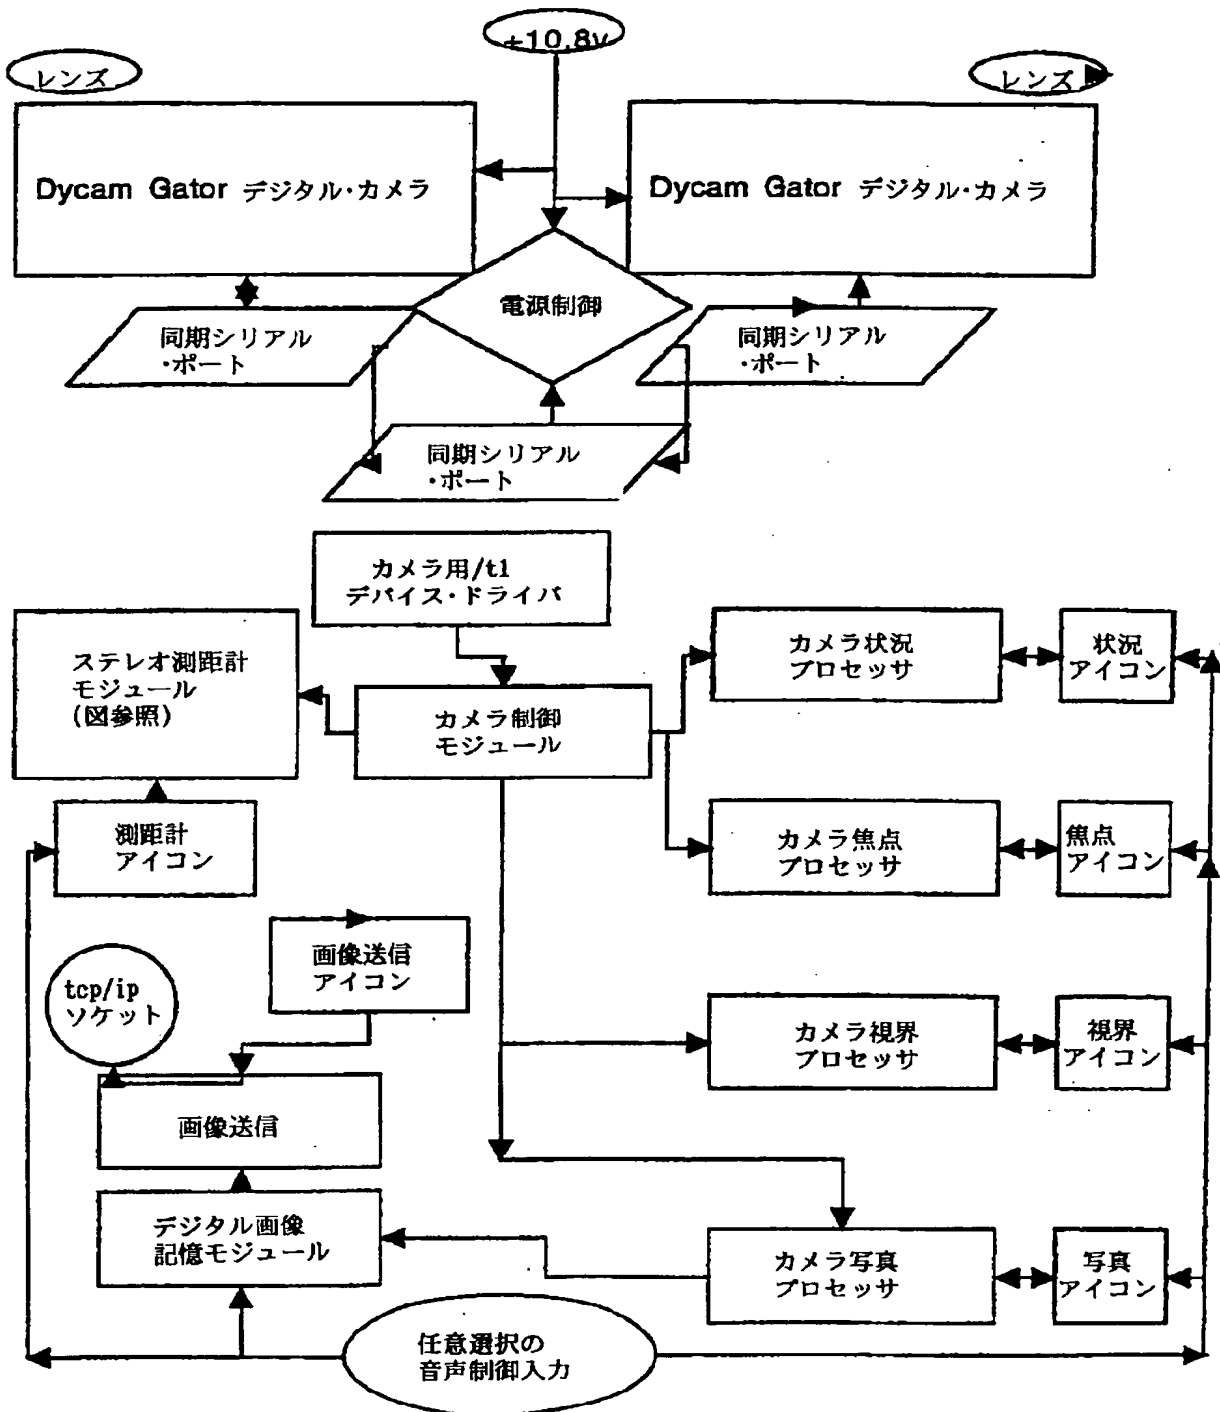 +10.8v
レンズ
レンズ
Dycam Gator デジタル・カメラ
Dycam Gator デジタル・カメラ
電源制御
同期シリアル
・ポート
同期シリアル
・ポート
同期シリアル
・ポート
カメラ用/tl
デバイス・ドライバ
ステレオ測距計
モジュール
(図参照)
カメラ制御
モジュール
カメラ状況
プロセッサ
状況
アイコン
測距計
アイコン
カメラ焦点
プロセッサ
焦点
アイコン
画像送信
アイコン
tcp/ip
ソケット
カメラ視界
プロセッサ
視界
アイコン
画像送信
デジタル画像
記憶モジュール
カメラ写真
プロセッサ
写真
アイコン
任意選択の
音声制御入力